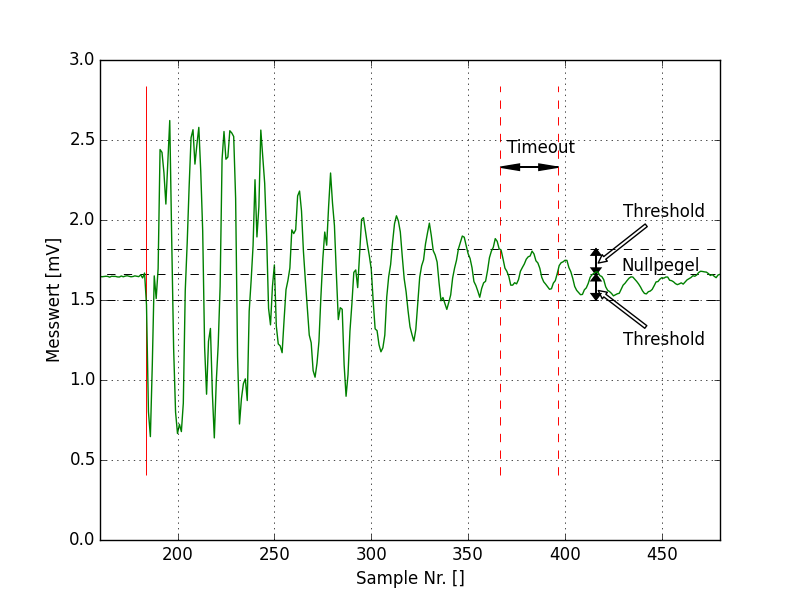 3.0
2.5
2.0
1.5
1.0
0.5
0.0
Messwert [mV]
Timeout
Threshold
Nullpegel
Threshold
200
250
300
350
400
450
Sample Nr. []